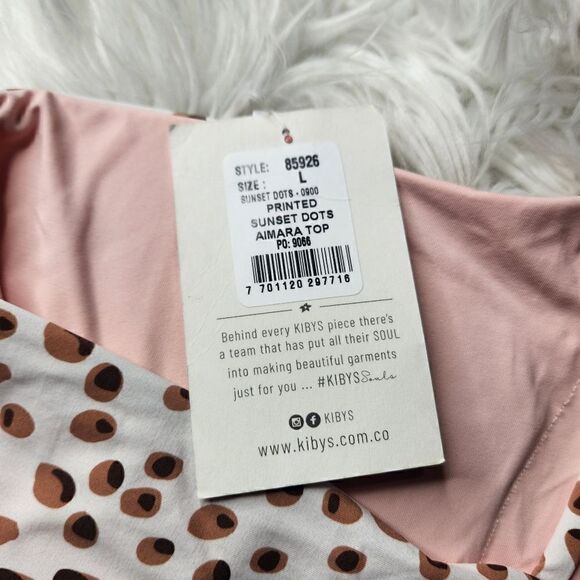 STYLE: 85926
SIZE : L
SUNSET DOTS - 0900
PRINTED
SUNSET DOTS
AIMARA TOP
PO: 9066
7 701120 297716
Behind every KIBYS piece there's
a team that has put all their SOUL
into making beautiful garments
just for you ... #KIBYSSouls
KIBYS
www.kibys.com.co